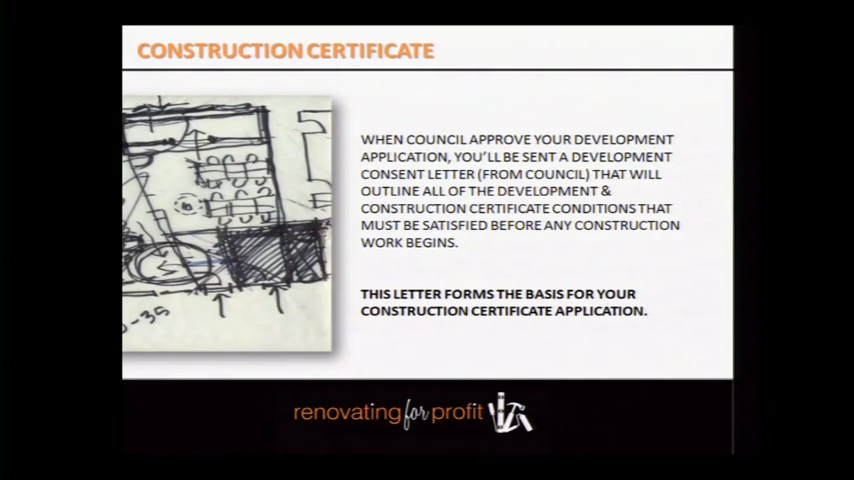 CONSTRUCTION CERTIFICATE
WHEN COUNCIL APPROVE YOUR DEVELOPMENT
APPLICATION, YOU'LL BE SENT A DEVELOPMENT
CONSENT LETTER (FROM COUNCIL) THAT WILL
OUTLINE ALL OF THE DEVELOPMENT &
CONSTRUCTION CERTIFICATE CONDITIONS THAT
MUST BE SATISFIED BEFORE ANY CONSTRUCTION
WORK BEGINS.
THIS LETTER FORMS THE BASIS FOR YOUR
CONSTRUCTION CERTIFICATE APPLICATION.
renovating for profit